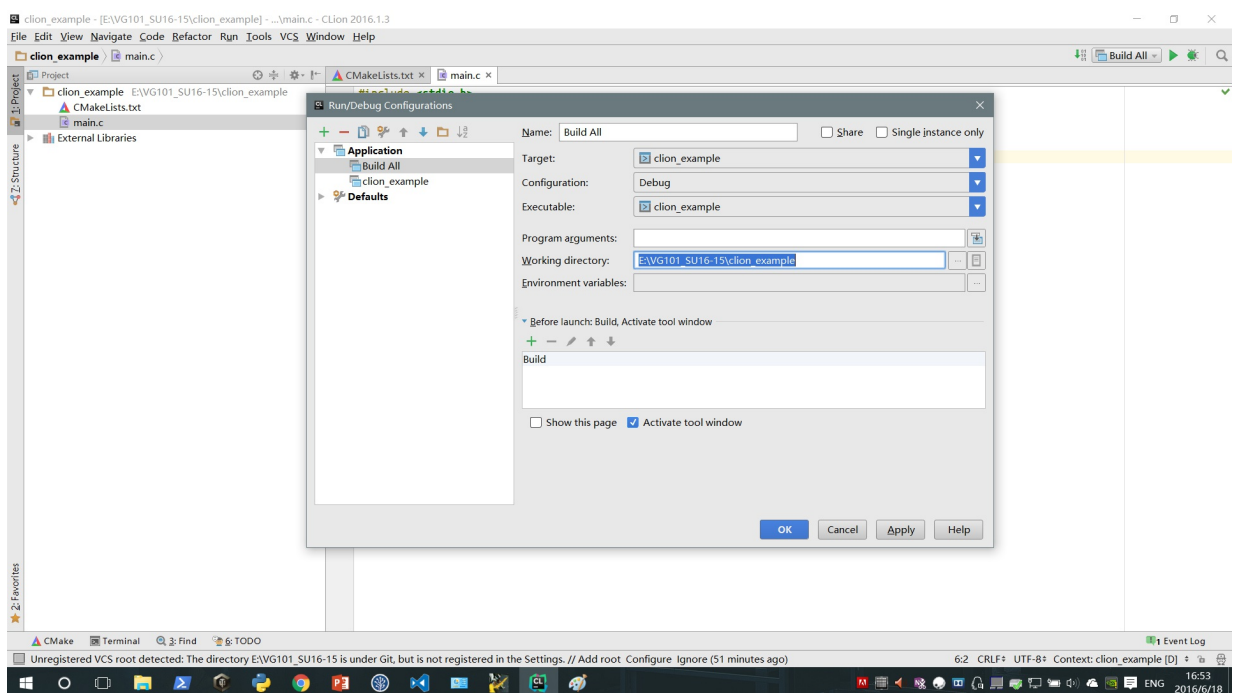 clion_example - [E:\VG101_SU16-15\clion_example] - ...\main.c - CLion 2016.1.3
File Edit View Navigate Code Refactor Run Tools VCS Window Help
clion_example main.c Build All
Project CMakeLists.txt × main.c ×
1: Project
Z: Structure
2: Favorites
clion_example E:\VG101_SU16-15\clion_example
CMakeLists.txt
main.c
External Libraries
#include <stdio.h>
Run/Debug Configurations
Application
Build All
clion_example
Defaults
Name: Build All Share Single instance only
Target: clion_example
Configuration: Debug
Executable: clion_example
Program arguments:
Working directory: E:\VG101_SU16-15\clion_example
Environment variables:
Before launch: Build, Activate tool window
Build
Show this page Activate tool window
OK Cancel Apply Help
CMake Terminal 3: Find 6: TODO 1 Event Log
Unregistered VCS root detected: The directory E:\VG101_SU16-15 is under Git, but is not registered in the Settings. // Add root Configure Ignore (51 minutes ago) 6:2 CRLF UTF-8 Context: clion_example [D]
ENG 16:53
2016/6/18